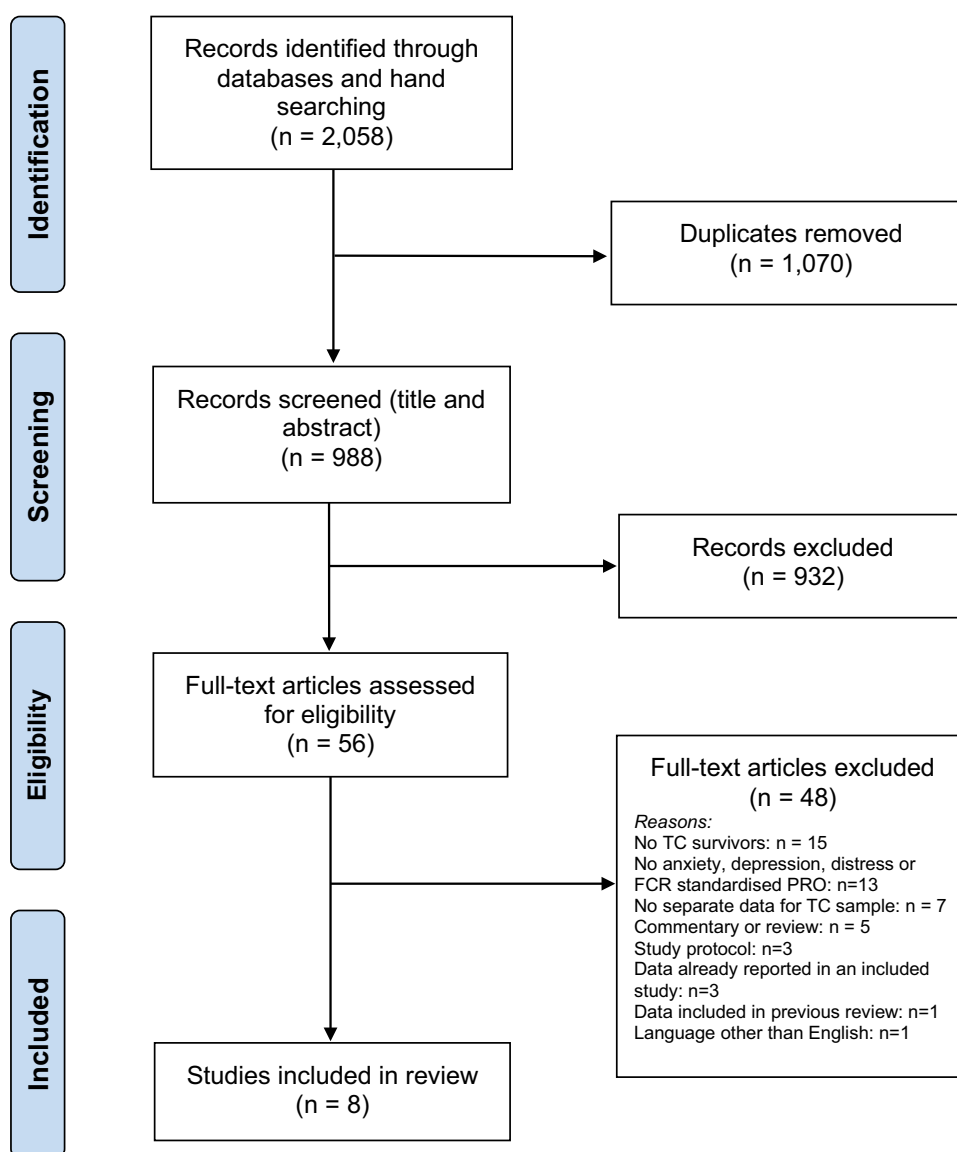 Identification
Records identified through
databases and hand
searching
(n = 2,058)
Duplicates removed
(n = 1,070)
Screening
Records screened (title and
abstract)
(n = 988)
Records excluded
(n = 932)
Eligibility
Full-text articles assessed
for eligibility
(n = 56)
Full-text articles excluded
(n = 48)
Reasons:
No TC survivors: n = 15
No anxiety, depression, distress or
FCR standardised PRO: n=13
No separate data for TC sample: n = 7
Commentary or review: n = 5
Study protocol: n=3
Data already reported in an included
study: n=3
Data included in previous review: n=1
Language other than English: n=1
Included
Studies included in review
(n = 8)